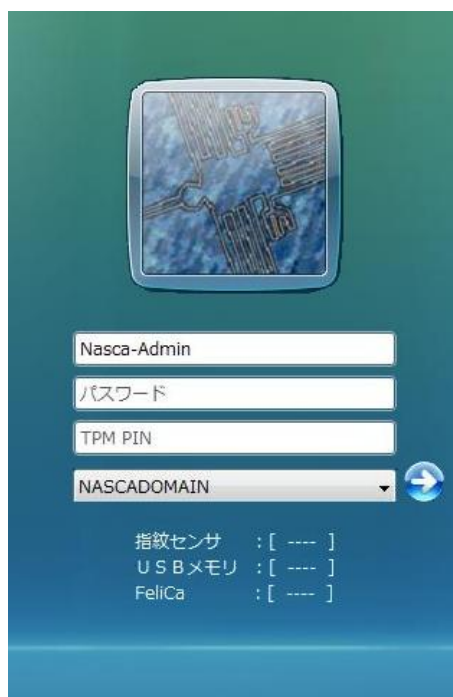 Nasca-Admin
パスワード
TPM PIN
NASCADOMAIN
指紋センサ :[ ---- ]
ＵＳＢメモリ :[ ---- ]
FeliCa :[ ---- ]